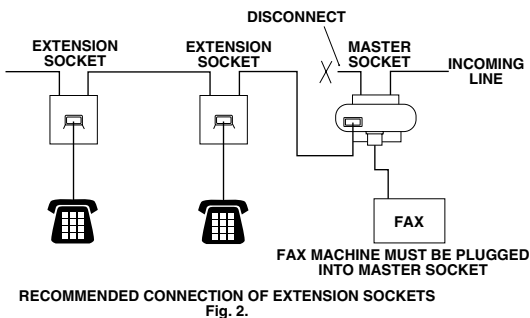 DISCONNECT
EXTENSION
SOCKET
EXTENSION
SOCKET
MASTER
SOCKET
INCOMING
LINE
FAX
FAX MACHINE MUST BE PLUGGED
INTO MASTER SOCKET
RECOMMENDED CONNECTION OF EXTENSION SOCKETS
Fig. 2.